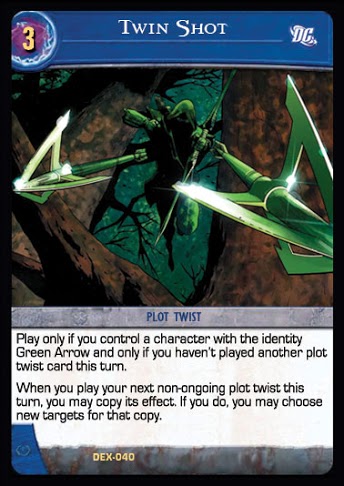 3
Twin Shot
DC
PLOT TWIST
Play only if you control a character with the identity
Green Arrow and only if you haven't played another plot
twist card this turn.
When you play your next non-ongoing plot twist this
turn, you may copy its effect. If you do, you may choose
new targets for that copy.
DEX-040